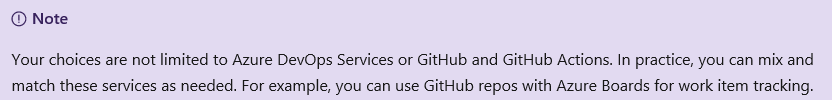 Note
Your choices are not limited to Azure DevOps Services or GitHub and GitHub Actions. In practice, you can mix and
match these services as needed. For example, you can use GitHub repos with Azure Boards for work item tracking.